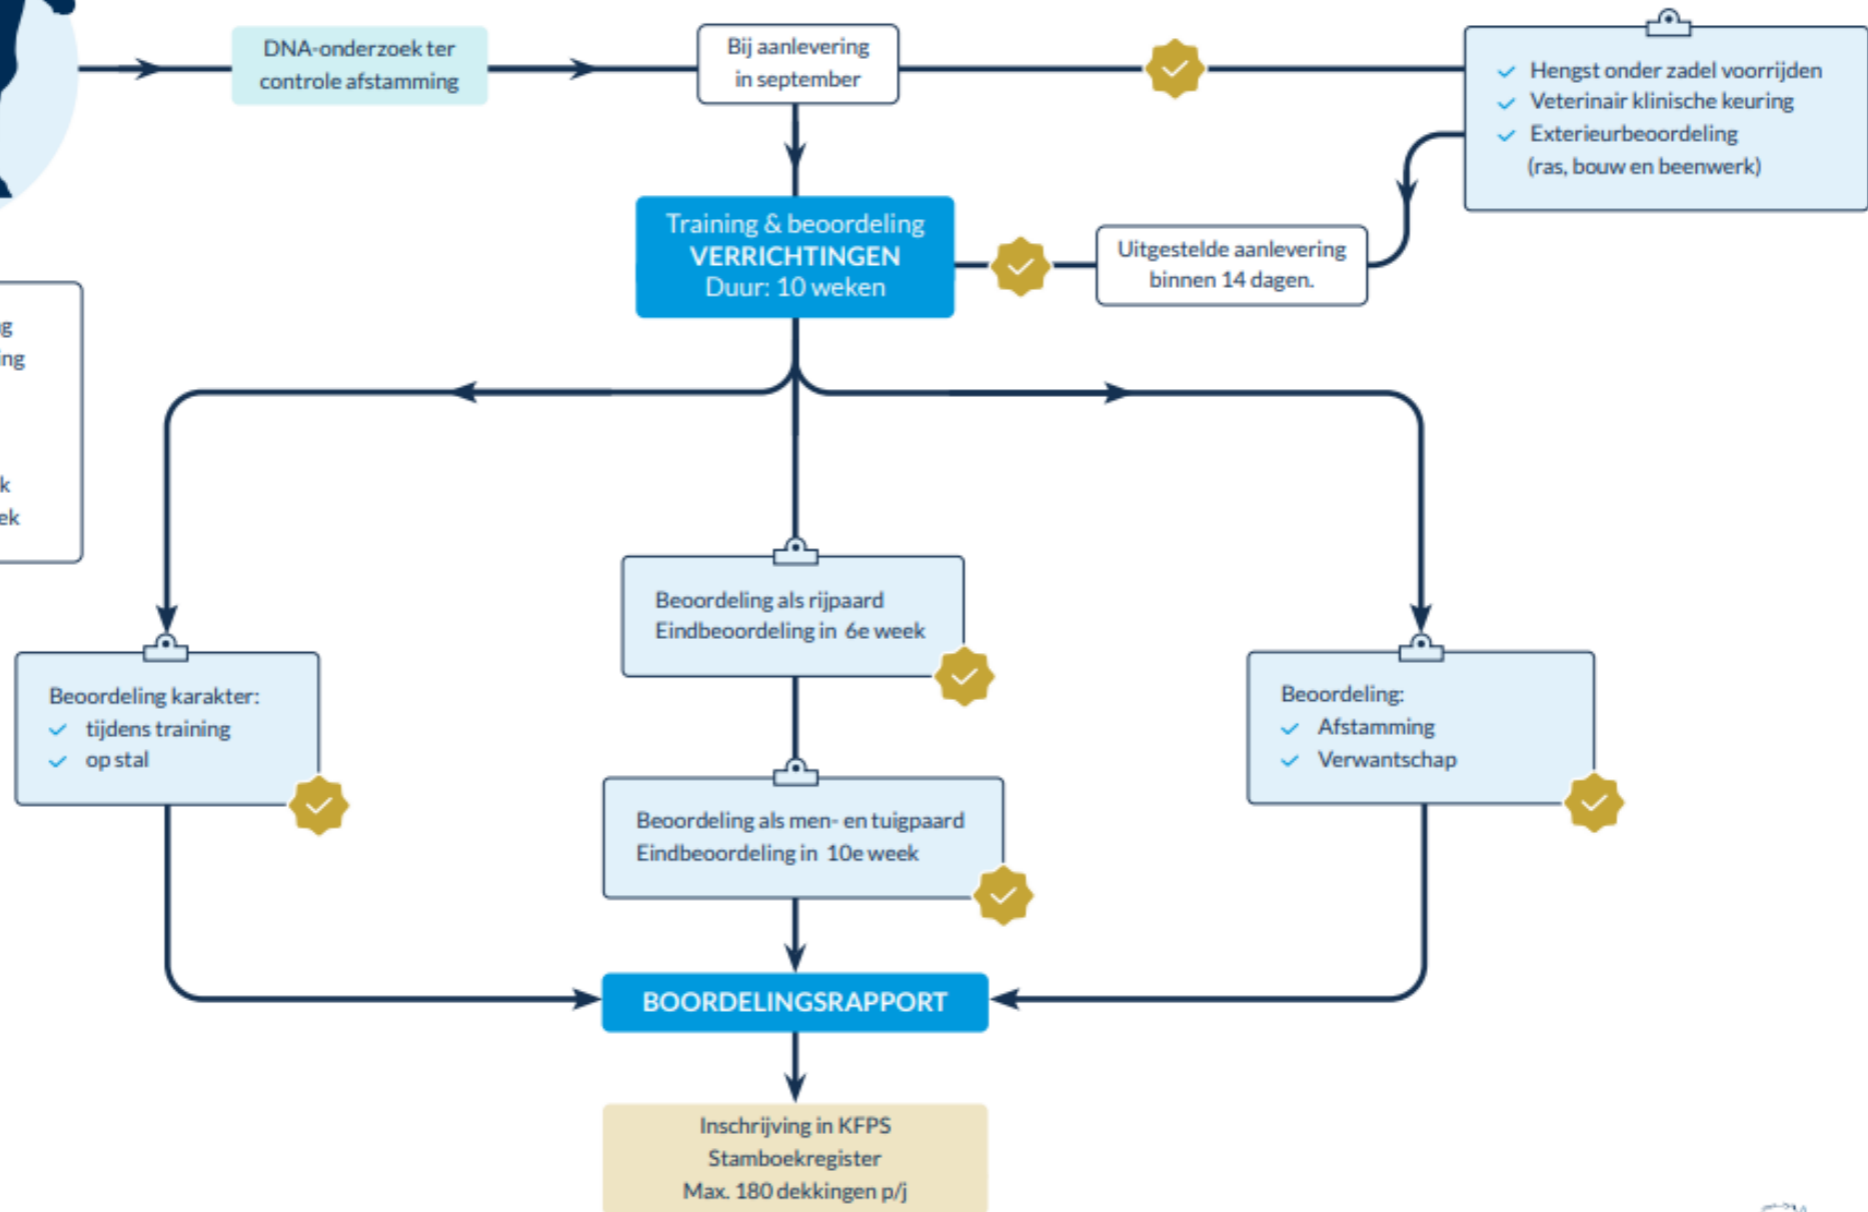 DNA-onderzoek ter
controle afstamming
Bij aanlevering
in september
Hengst onder zadel voorrijden
Veterinair klinische keuring
Exterieurbeoordeling
(ras, bouw en beenwerk)
Training & beoordeling
VERRICHTINGEN
Duur: 10 weken
Uitgestelde aanlevering
binnen 14 dagen.
Beoordeling als rijpaard
Eindbeoordeling in 6e week
Beoordeling karakter:
tijdens training
op stal
Beoordeling:
Afstamming
Verwantschap
Beoordeling als men- en tuigpaard
Eindbeoordeling in 10e week
BOORDELINGSRAPPORT
Inschrijving in KFPS
Stamboekregister
Max. 180 dekkingen p/j